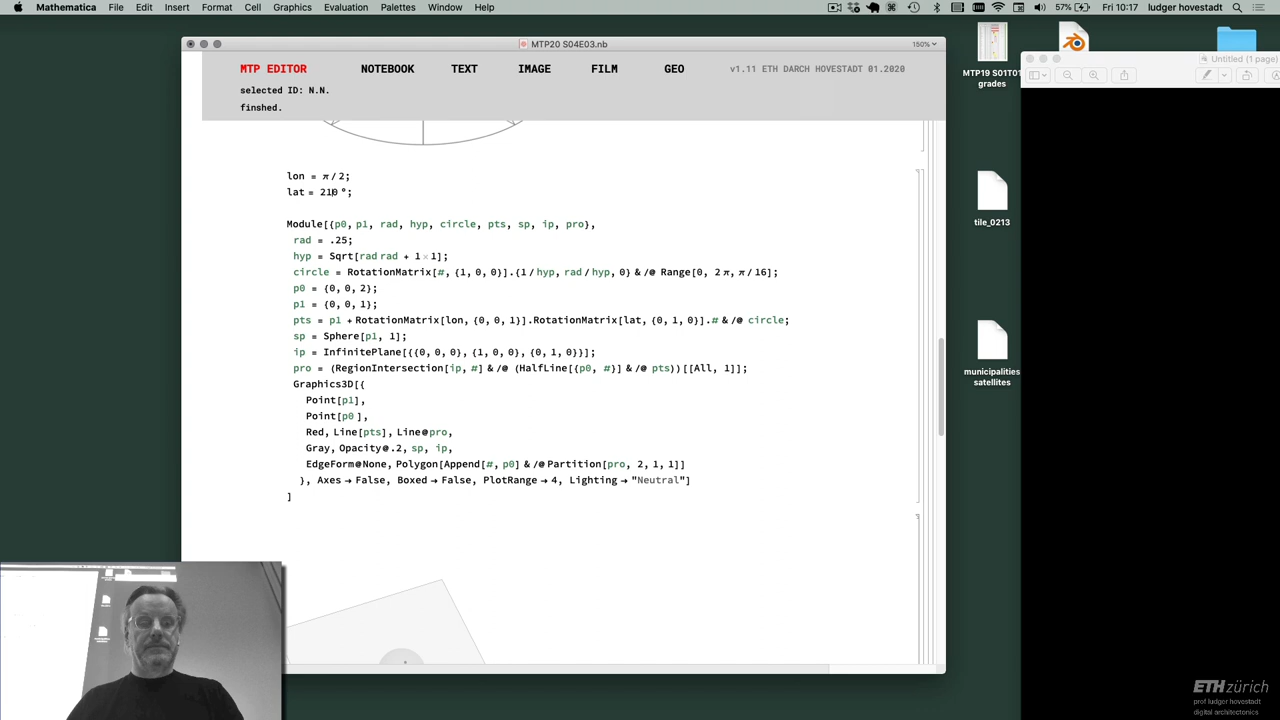 Mathematica File Edit Insert Format Cell Graphics Evaluation Palettes Window Help 57% Fri 10:17 ludger hovestadt
MTP20 S04E03.nb 150%
MTP EDITOR NOTEBOOK TEXT IMAGE FILM GEO v1.11 ETH DARCH HOVESTADT 01.2020
selected ID: N.N.
finshed.
lon = π/2;
lat = 210 °;
Module[{p0, p1, rad, hyp, circle, pts, sp, ip, pro},
rad = .25;
hyp = Sqrt[rad rad + 1×1];
circle = RotationMatrix[#, {1, 0, 0}].{1/hyp, rad/hyp, 0} & /@ Range[0, 2π, π/16];
p0 = {0, 0, 2};
p1 = {0, 0, 1};
pts = p1 + RotationMatrix[lon, {0, 0, 1}].RotationMatrix[lat, {0, 1, 0}].# & /@ circle;
sp = Sphere[p1, 1];
ip = InfinitePlane[{{0, 0, 0}, {1, 0, 0}, {0, 1, 0}}];
pro = (RegionIntersection[ip, #] & /@ (HalfLine[{p0, #}] & /@ pts))[[All, 1]];
Graphics3D[{
Point[p1],
Point[p0 ],
Red, Line[pts], Line@pro,
Gray, Opacity@.2, sp, ip,
EdgeForm@None, Polygon[Append[#, p0] & /@ Partition[pro, 2, 1, 1]]
}, Axes → False, Boxed → False, PlotRange → 4, Lighting → "Neutral"]
]
MTP19 S01T01
grades
tile_0213
municipalities
satellites
Untitled (1 page)
ETH zürich
prof ludger hovestadt
digital architectonics